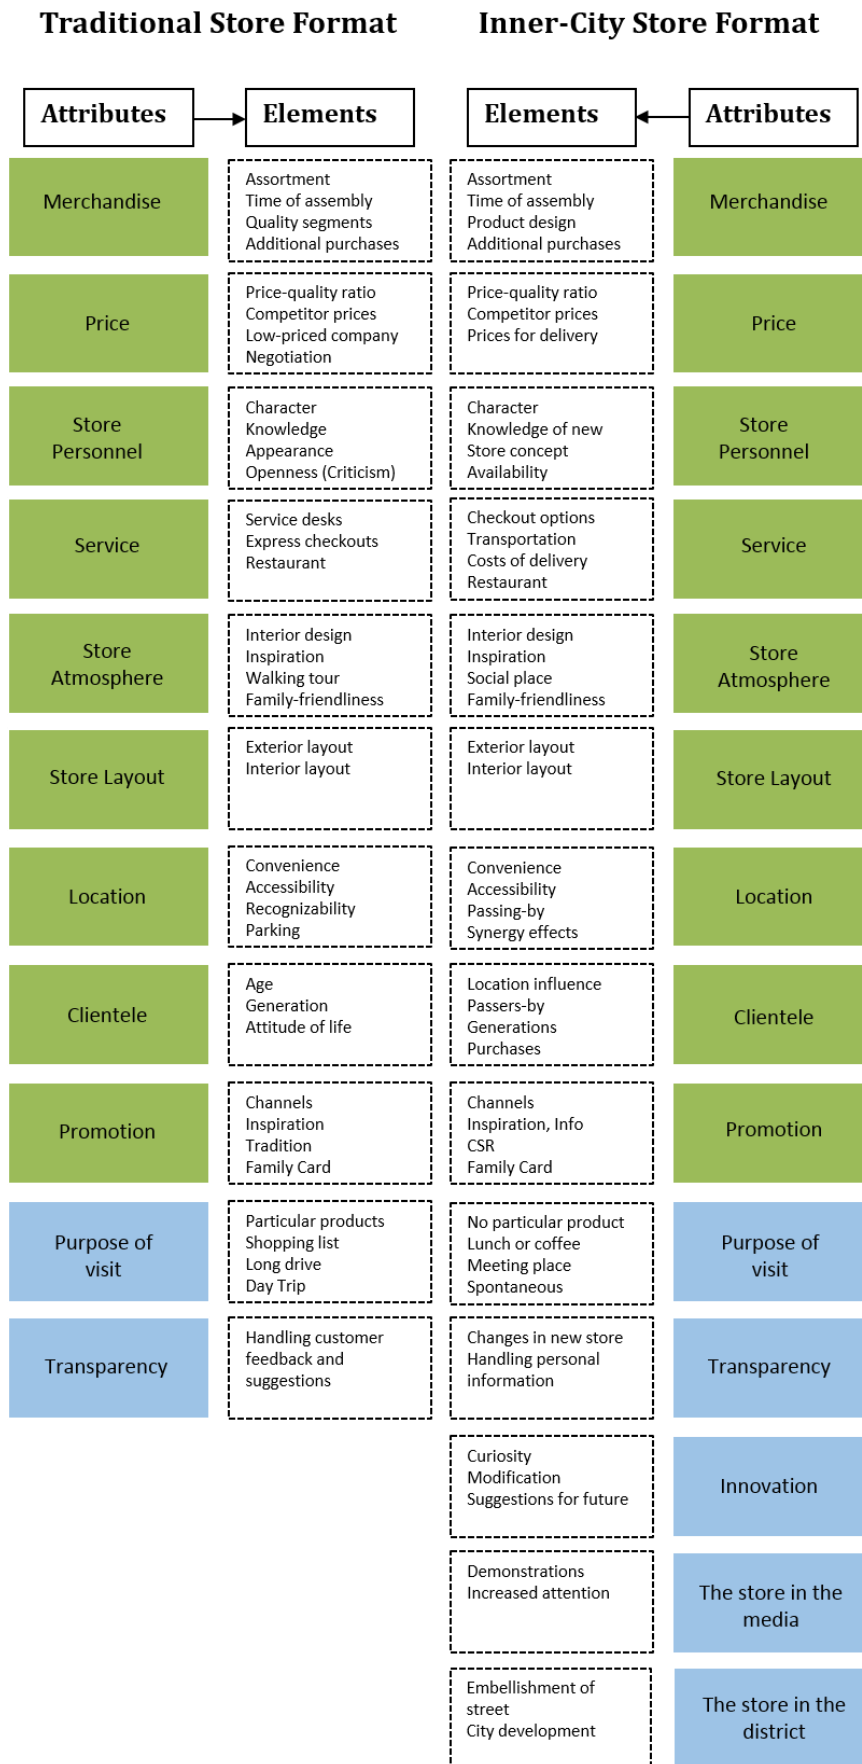 Traditional Store Format
Inner-City Store Format
Attributes
Elements
Elements
Attributes
Merchandise
Assortment
Time of assembly
Quality segments
Additional purchases
Assortment
Time of assembly
Product design
Additional purchases
Merchandise
Price
Price-quality ratio
Competitor prices
Low-priced company
Negotiation
Price-quality ratio
Competitor prices
Prices for delivery
Price
Store
Personnel
Character
Knowledge
Appearance
Openness (Criticism)
Character
Knowledge of new
Store concept
Availability
Store
Personnel
Service
Service desks
Express checkouts
Restaurant
Checkout options
Transportation
Costs of delivery
Restaurant
Service
Store
Atmosphere
Interior design
Inspiration
Walking tour
Family-friendliness
Interior design
Inspiration
Social place
Family-friendliness
Store
Atmosphere
Store Layout
Exterior layout
Interior layout
Exterior layout
Interior layout
Store Layout
Location
Convenience
Accessibility
Recognizability
Parking
Convenience
Accessibility
Passing-by
Synergy effects
Location
Clientele
Age
Generation
Attitude of life
Location influence
Passers-by
Generations
Purchases
Clientele
Promotion
Channels
Inspiration
Tradition
Family Card
Channels
Inspiration, Info
CSR
Family Card
Promotion
Purpose of
visit
Particular products
Shopping list
Long drive
Day Trip
No particular product
Lunch or coffee
Meeting place
Spontaneous
Purpose of
visit
Transparency
Handling customer
feedback and
suggestions
Changes in new store
Handling personal
information
Transparency
Curiosity
Modification
Suggestions for future
Innovation
Demonstrations
Increased attention
The store in the
media
Embellishment of
street
City development
The store in the
district